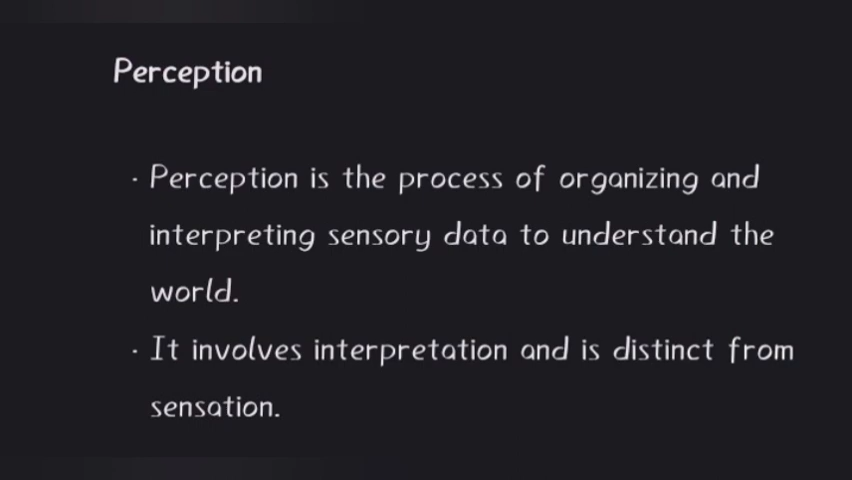 Perception
· Perception is the process of organizing and
interpreting sensory data to understand the
world.
· It involves interpretation and is distinct from
sensation.